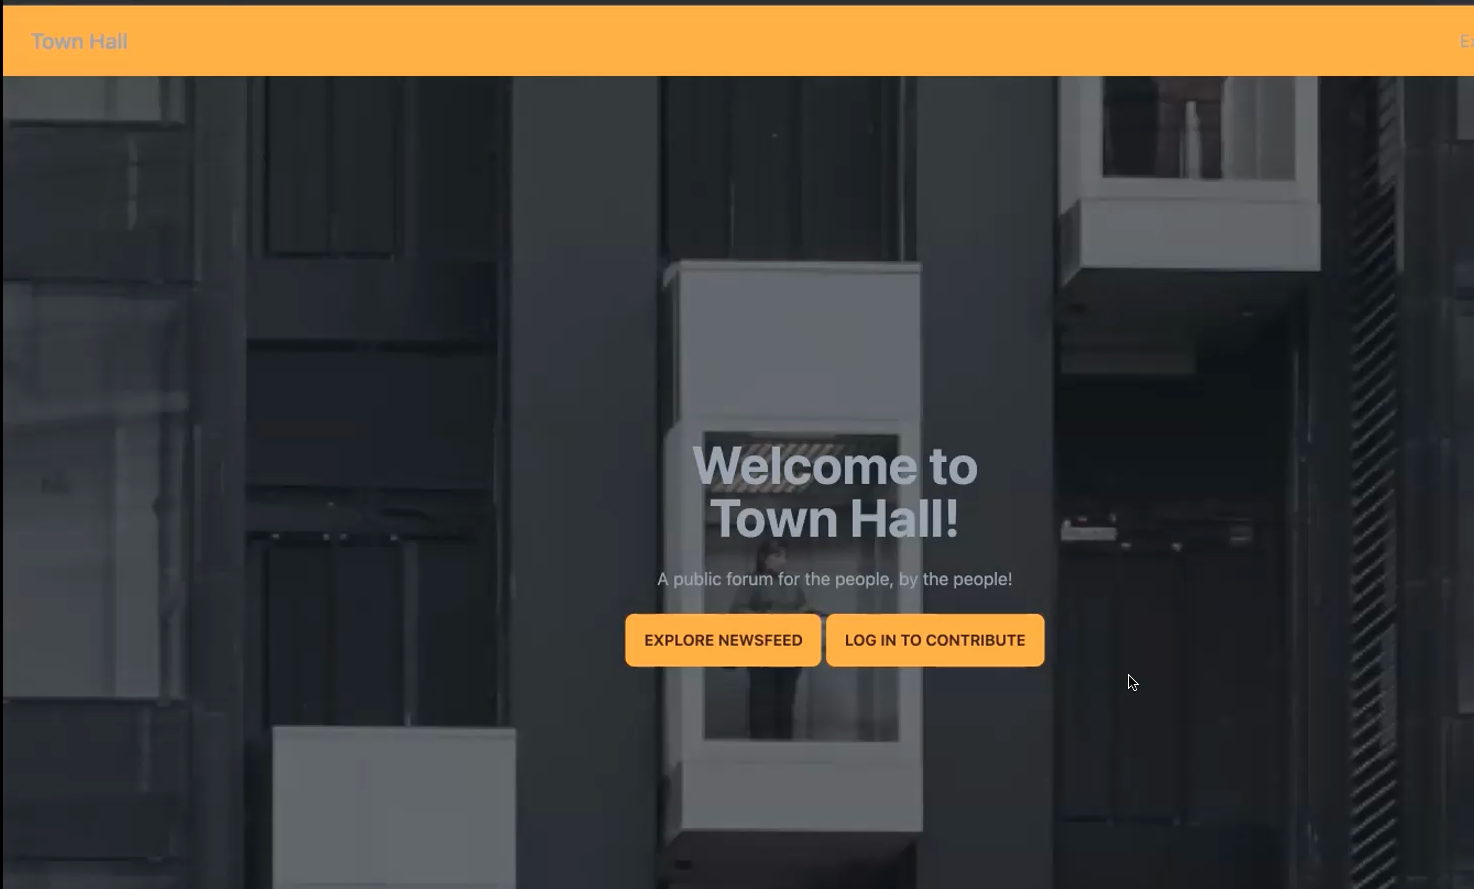 Town Hall
Welcome to
Town Hall!
A public forum for the people, by the people!
EXPLORE NEWSFEED
LOG IN TO CONTRIBUTE